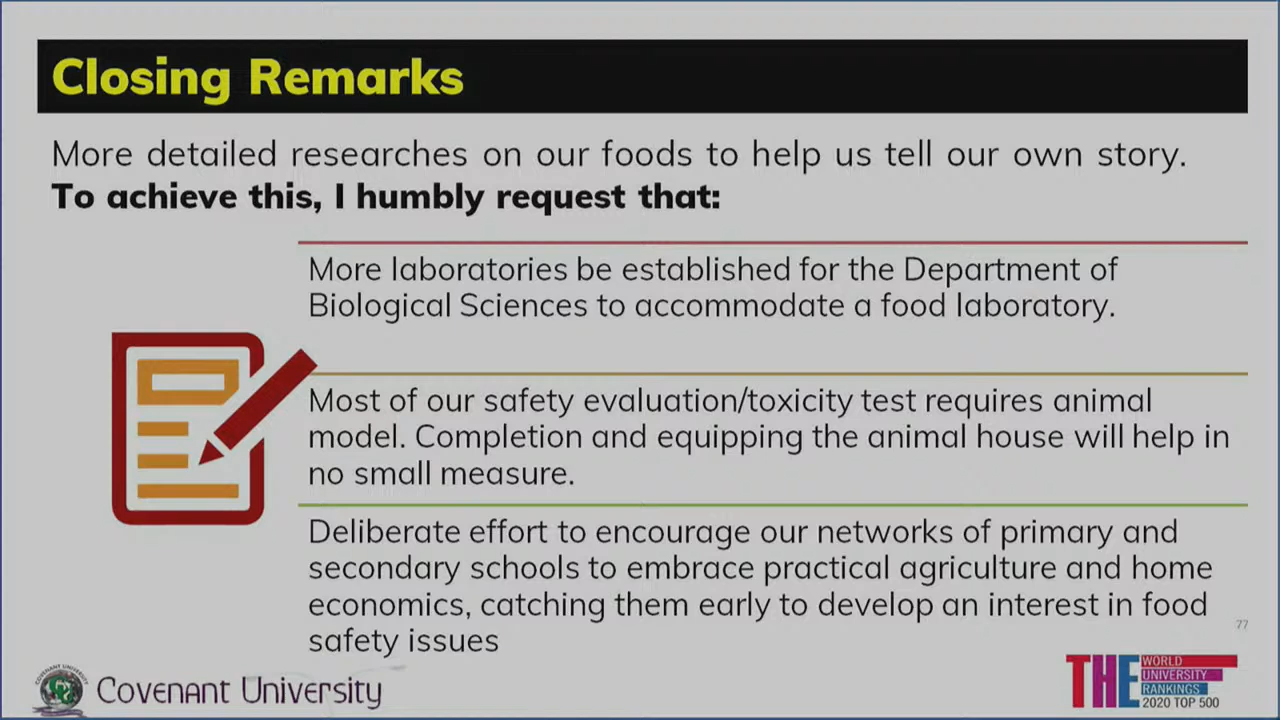 Closing Remarks
More detailed researches on our foods to help us tell our own story.
To achieve this, I humbly request that:
More laboratories be established for the Department of
Biological Sciences to accommodate a food laboratory.
Most of our safety evaluation/toxicity test requires animal
model. Completion and equipping the animal house will help in
no small measure.
Deliberate effort to encourage our networks of primary and
secondary schools to embrace practical agriculture and home
economics, catching them early to develop an interest in food
safety issues
77
COVENANT UNIVERSITY
Covenant University
THE
WORLD
UNIVERSITY
RANKINGS
2020 TOP 500